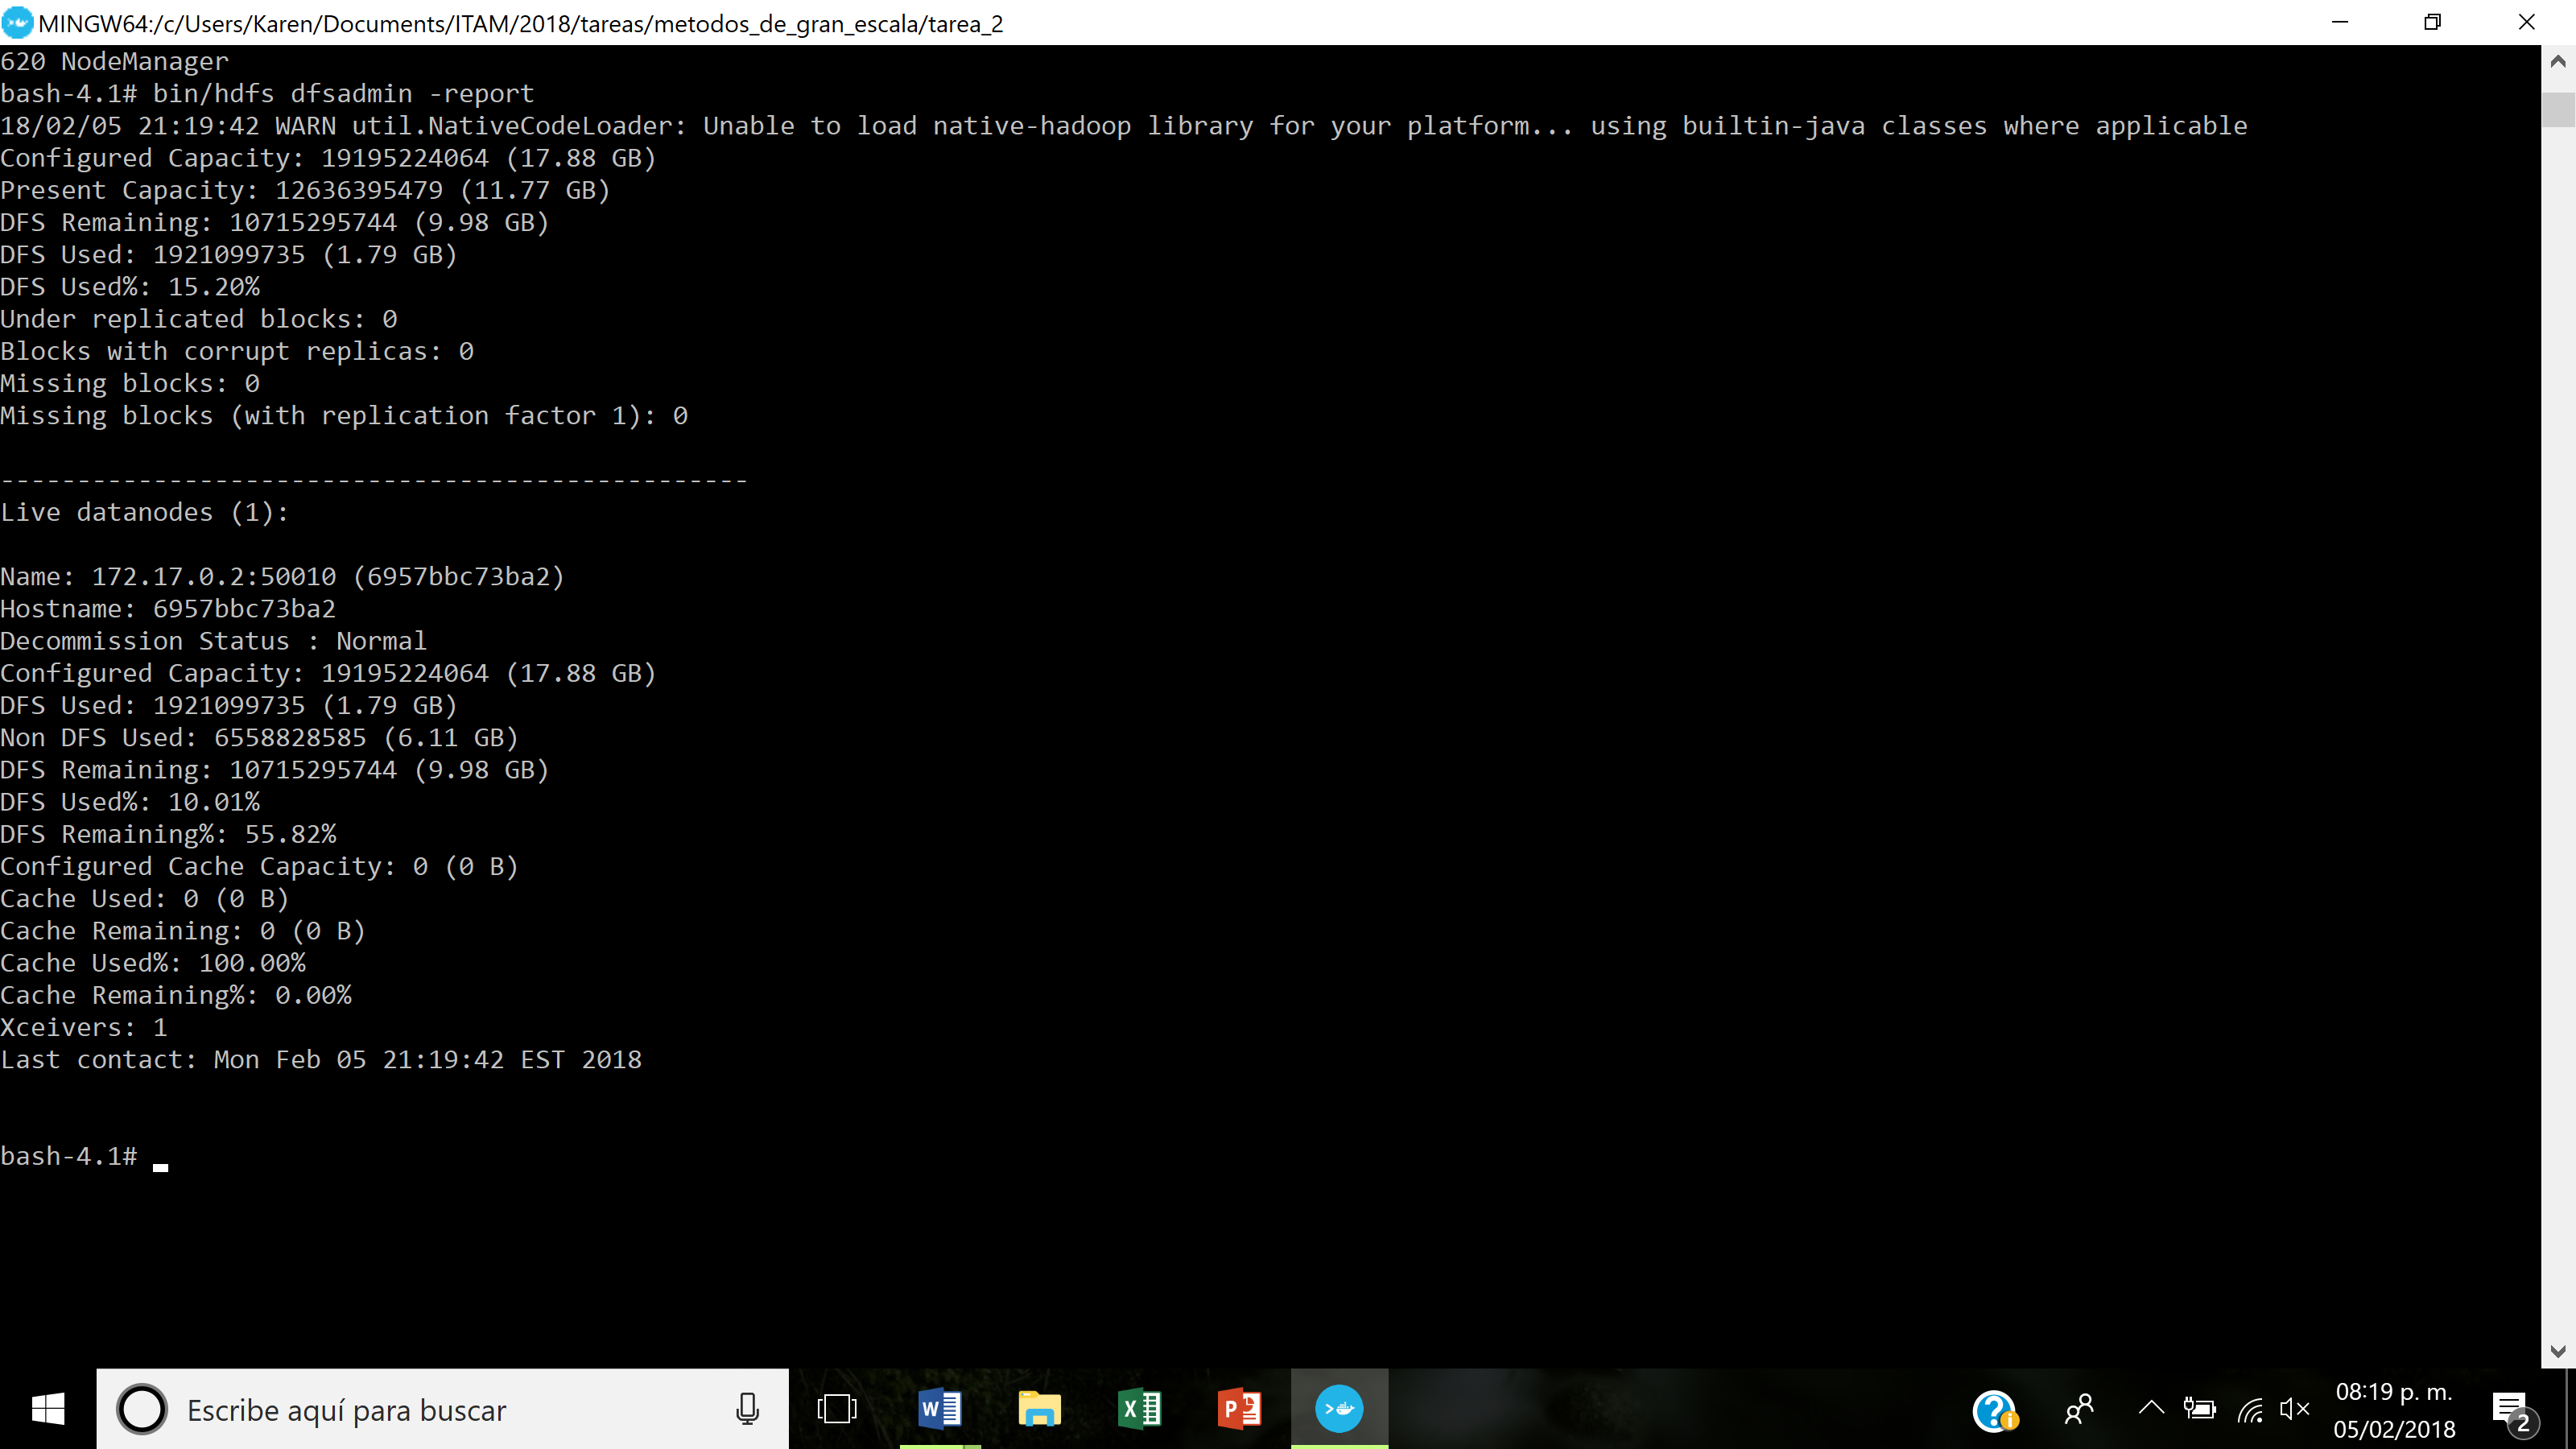 MINGW64:/c/Users/Karen/Documents/ITAM/2018/tareas/metodos_de_gran_escala/tarea_2
620 NodeManager
bash-4.1# bin/hdfs dfsadmin -report
18/02/05 21:19:42 WARN util.NativeCodeLoader: Unable to load native-hadoop library for your platform... using builtin-java classes where applicable
Configured Capacity: 19195224064 (17.88 GB)
Present Capacity: 12636395479 (11.77 GB)
DFS Remaining: 10715295744 (9.98 GB)
DFS Used: 1921099735 (1.79 GB)
DFS Used%: 15.20%
Under replicated blocks: 0
Blocks with corrupt replicas: 0
Missing blocks: 0
Missing blocks (with replication factor 1): 0
-------------------------------------------------
Live datanodes (1):
Name: 172.17.0.2:50010 (6957bbc73ba2)
Hostname: 6957bbc73ba2
Decommission Status : Normal
Configured Capacity: 19195224064 (17.88 GB)
DFS Used: 1921099735 (1.79 GB)
Non DFS Used: 6558828585 (6.11 GB)
DFS Remaining: 10715295744 (9.98 GB)
DFS Used%: 10.01%
DFS Remaining%: 55.82%
Configured Cache Capacity: 0 (0 B)
Cache Used: 0 (0 B)
Cache Remaining: 0 (0 B)
Cache Used%: 100.00%
Cache Remaining%: 0.00%
Xceivers: 1
Last contact: Mon Feb 05 21:19:42 EST 2018
bash-4.1#
Escribe aquí para buscar
08:19 p. m.
05/02/2018
2